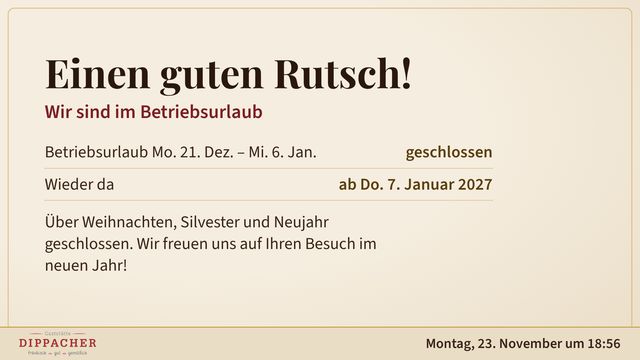 Einen guten Rutsch!
Wir sind im Betriebsurlaub
Betriebsurlaub Mo. 21. Dez. – Mi. 6. Jan. geschlossen
Wieder da ab Do. 7. Januar 2027
Über Weihnachten, Silvester und Neujahr
geschlossen. Wir freuen uns auf Ihren Besuch im
neuen Jahr!
Gaststätte
DIPPACHER
Montag, 23. November um 18:56